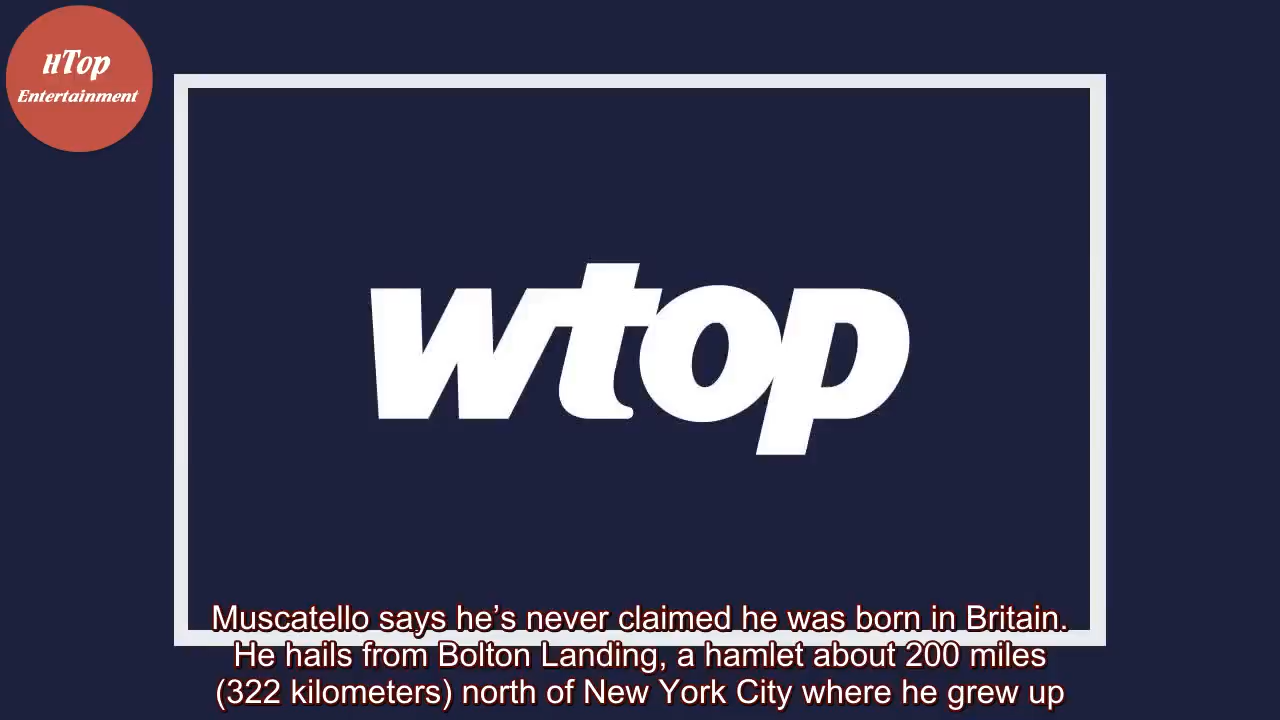 HTop
Entertainment
wtop
Muscatello says he’s never claimed he was born in Britain.
He hails from Bolton Landing, a hamlet about 200 miles
(322 kilometers) north of New York City where he grew up